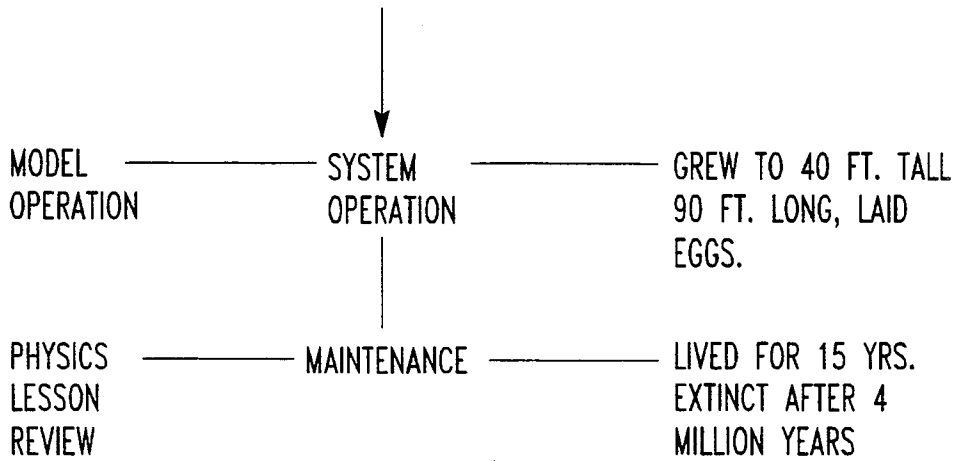 MODEL
OPERATION
SYSTEM
OPERATION
GREW TO 40 FT. TALL
90 FT. LONG, LAID
EGGS.
PHYSICS
LESSON
REVIEW
MAINTENANCE
LIVED FOR 15 YRS.
EXTINCT AFTER 4
MILLION YEARS